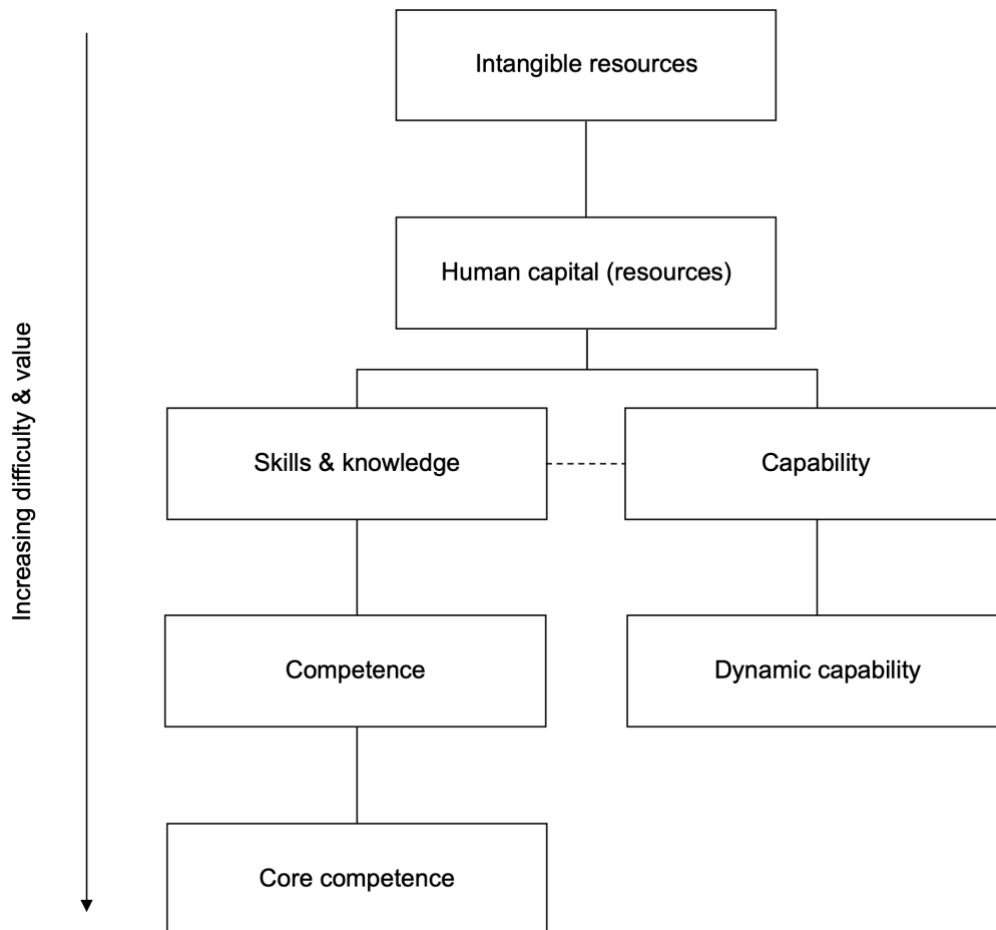 Intangible resources
Human capital (resources)
Increasing difficulty & value
Skills & knowledge
Capability
Competence
Dynamic capability
Core competence